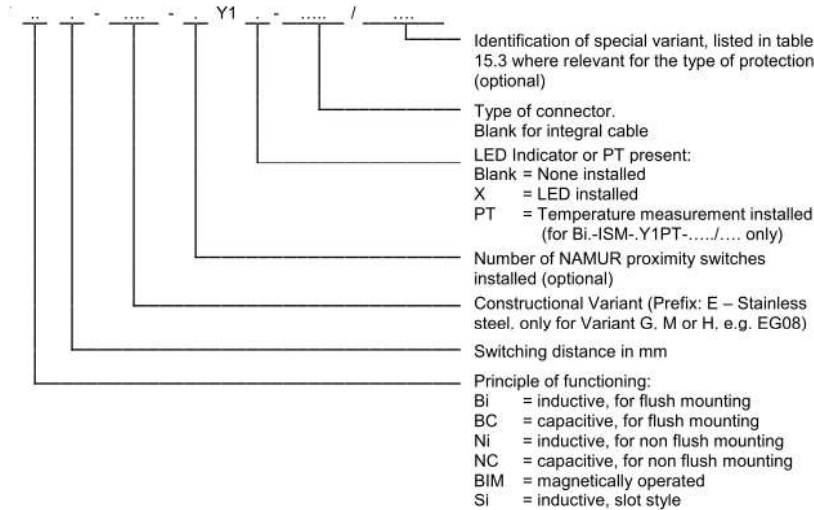 .. . - .... - . Y1 . - ..... / ....
Identification of special variant, listed in table
15.3 where relevant for the type of protection
(optional)
Type of connector.
Blank for integral cable
LED Indicator or PT present:
Blank = None installed
X = LED installed
PT = Temperature measurement installed
(for Bi.-ISM-.Y1PT-...../.... only)
Number of NAMUR proximity switches
installed (optional)
Constructional Variant (Prefix: E – Stainless
steel, only for Variant G, M or H, e.g. EG08)
Switching distance in mm
Principle of functioning:
Bi = inductive, for flush mounting
BC = capacitive, for flush mounting
Ni = inductive, for non flush mounting
NC = capacitive, for non flush mounting
BIM = magnetically operated
Si = inductive, slot style